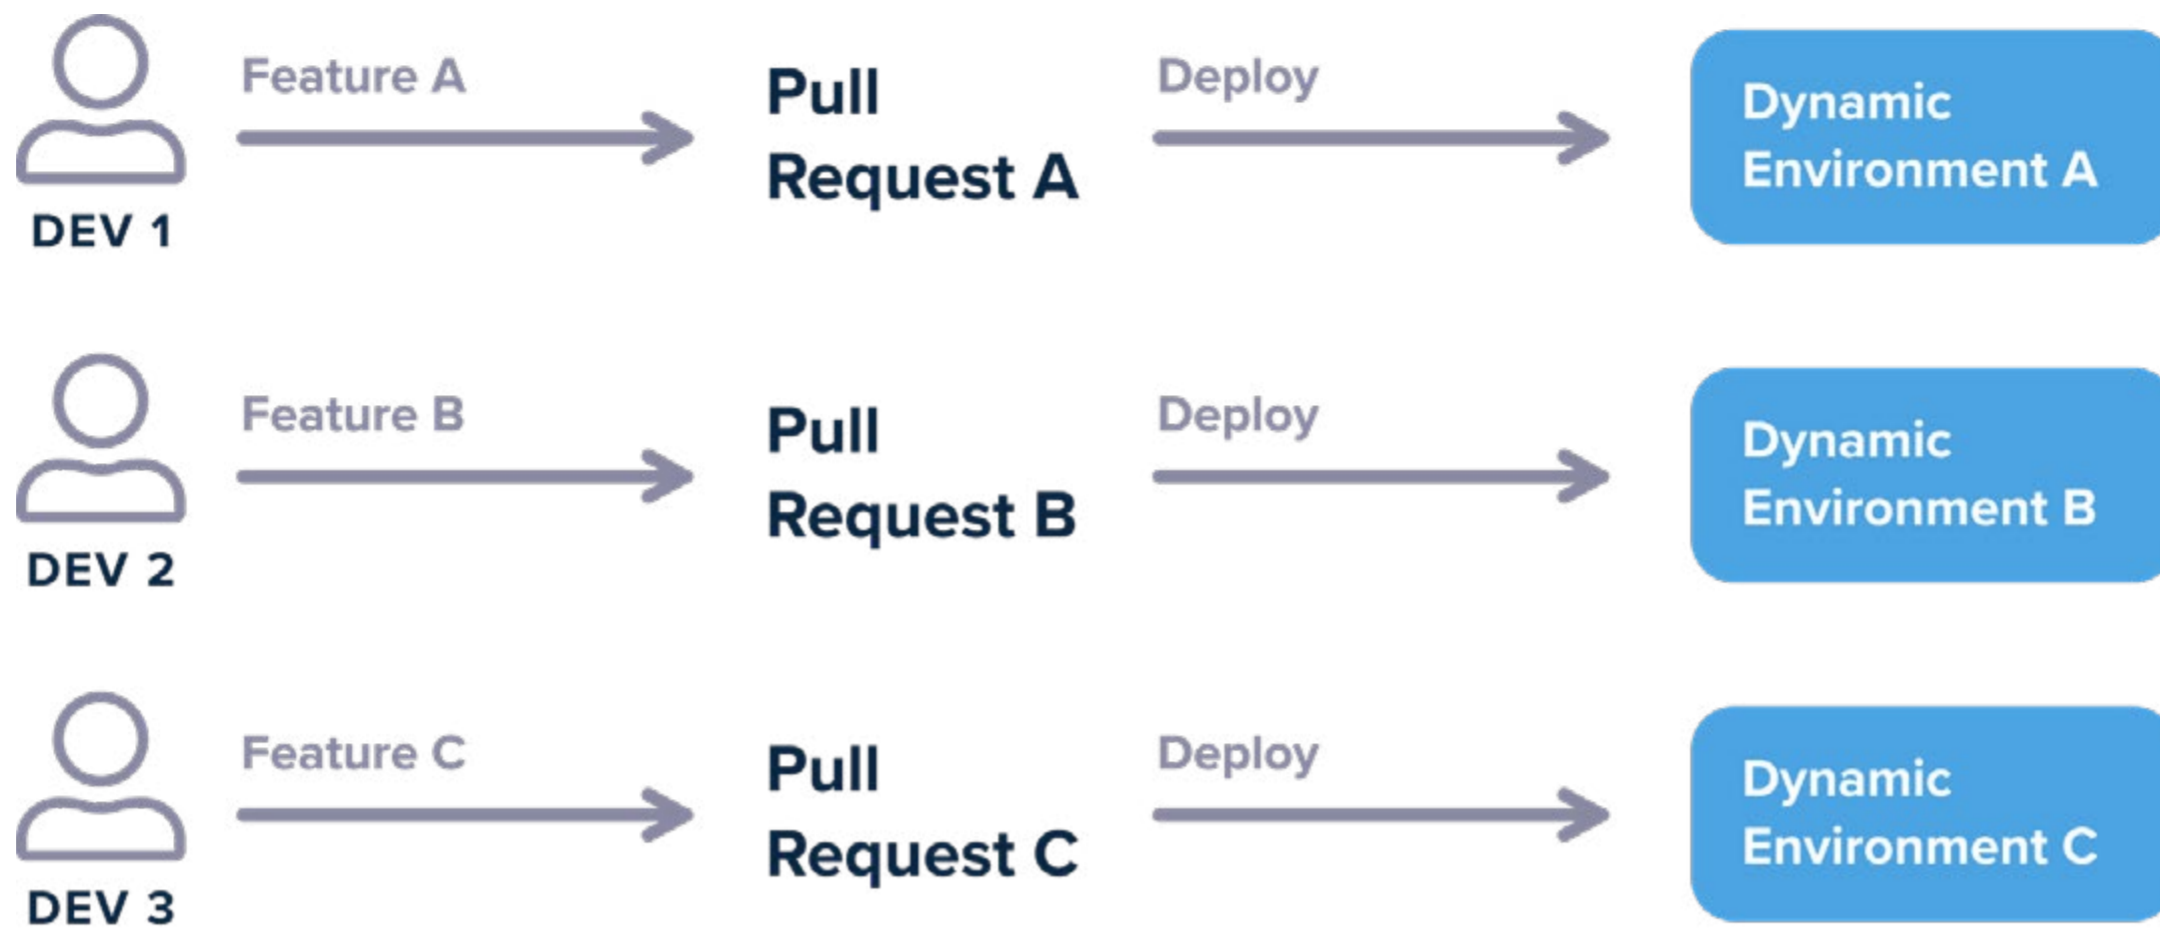 Feature A
Pull
Request A
Deploy
Dynamic
Environment A
DEV 1
Feature B
Pull
Request B
Deploy
Dynamic
Environment B
DEV 2
Feature C
Pull
Request C
Deploy
Dynamic
Environment C
DEV 3